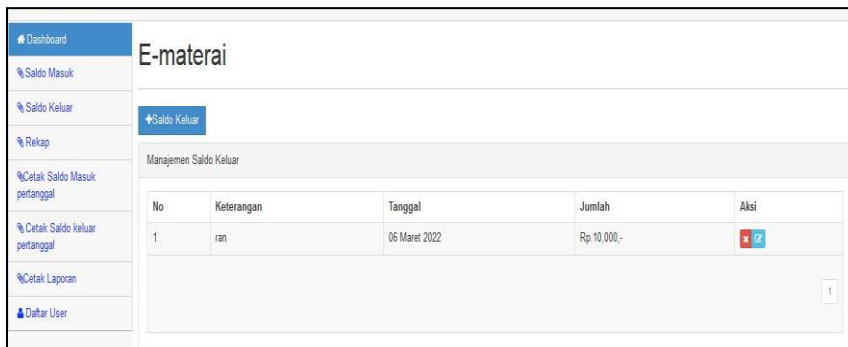 Dashboard
Saldo Masuk
Saldo Keluar
Rekap
Cetak Saldo Masuk
pertanggal
Cetak Saldo keluar
pertanggal
Cetak Laporan
Daftar User
E-materai
+Saldo Keluar
Manajemen Saldo Keluar
No Keterangan Tanggal Jumlah Aksi
1 ran 06 Maret 2022 Rp.10,000,-
1